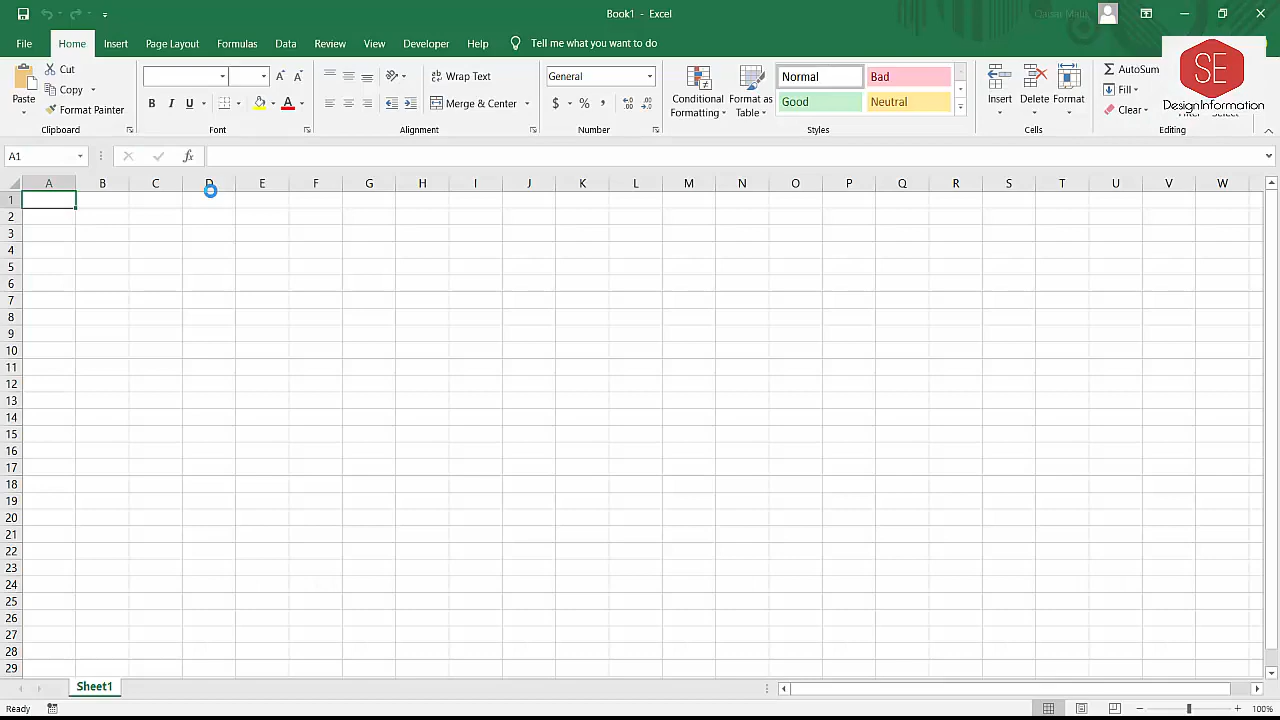 Book1 - Excel
Qaisar Malik
File Home Insert Page Layout Formulas Data Review View Developer Help Tell me what you want to do
Paste Cut Copy Format Painter
Clipboard
B I U
Font
Wrap Text
Merge & Center
Alignment
General
$ % ,
Number
Conditional Formatting
Format as Table
Normal Bad
Good Neutral
Styles
Insert Delete Format
Cells
AutoSum
Fill
Clear
Editing
SE
DesignInformation
A1 fx
A B C D E F G H I J K L M N O P Q R S T U V W
1
2
3
4
5
6
7
8
9
10
11
12
13
14
15
16
17
18
19
20
21
22
23
24
25
26
27
28
29
Sheet1
Ready 100%